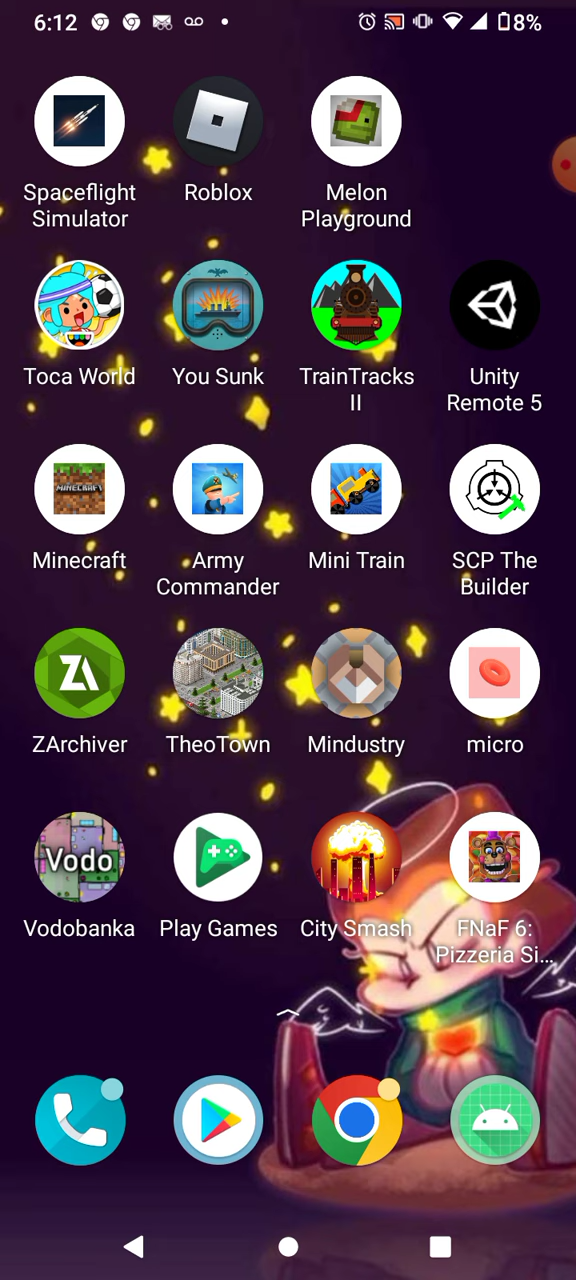 6:12
8%
Spaceflight Simulator
Roblox
Melon Playground
Toca World
You Sunk
TrainTracks II
Unity Remote 5
MINECRAFT
Minecraft
Army Commander
Mini Train
SCP The Builder
ZA
ZArchiver
TheoTown
Mindustry
micro
Vodo
Vodobanka
Play Games
City Smash
FNaF 6: Pizzeria Si...